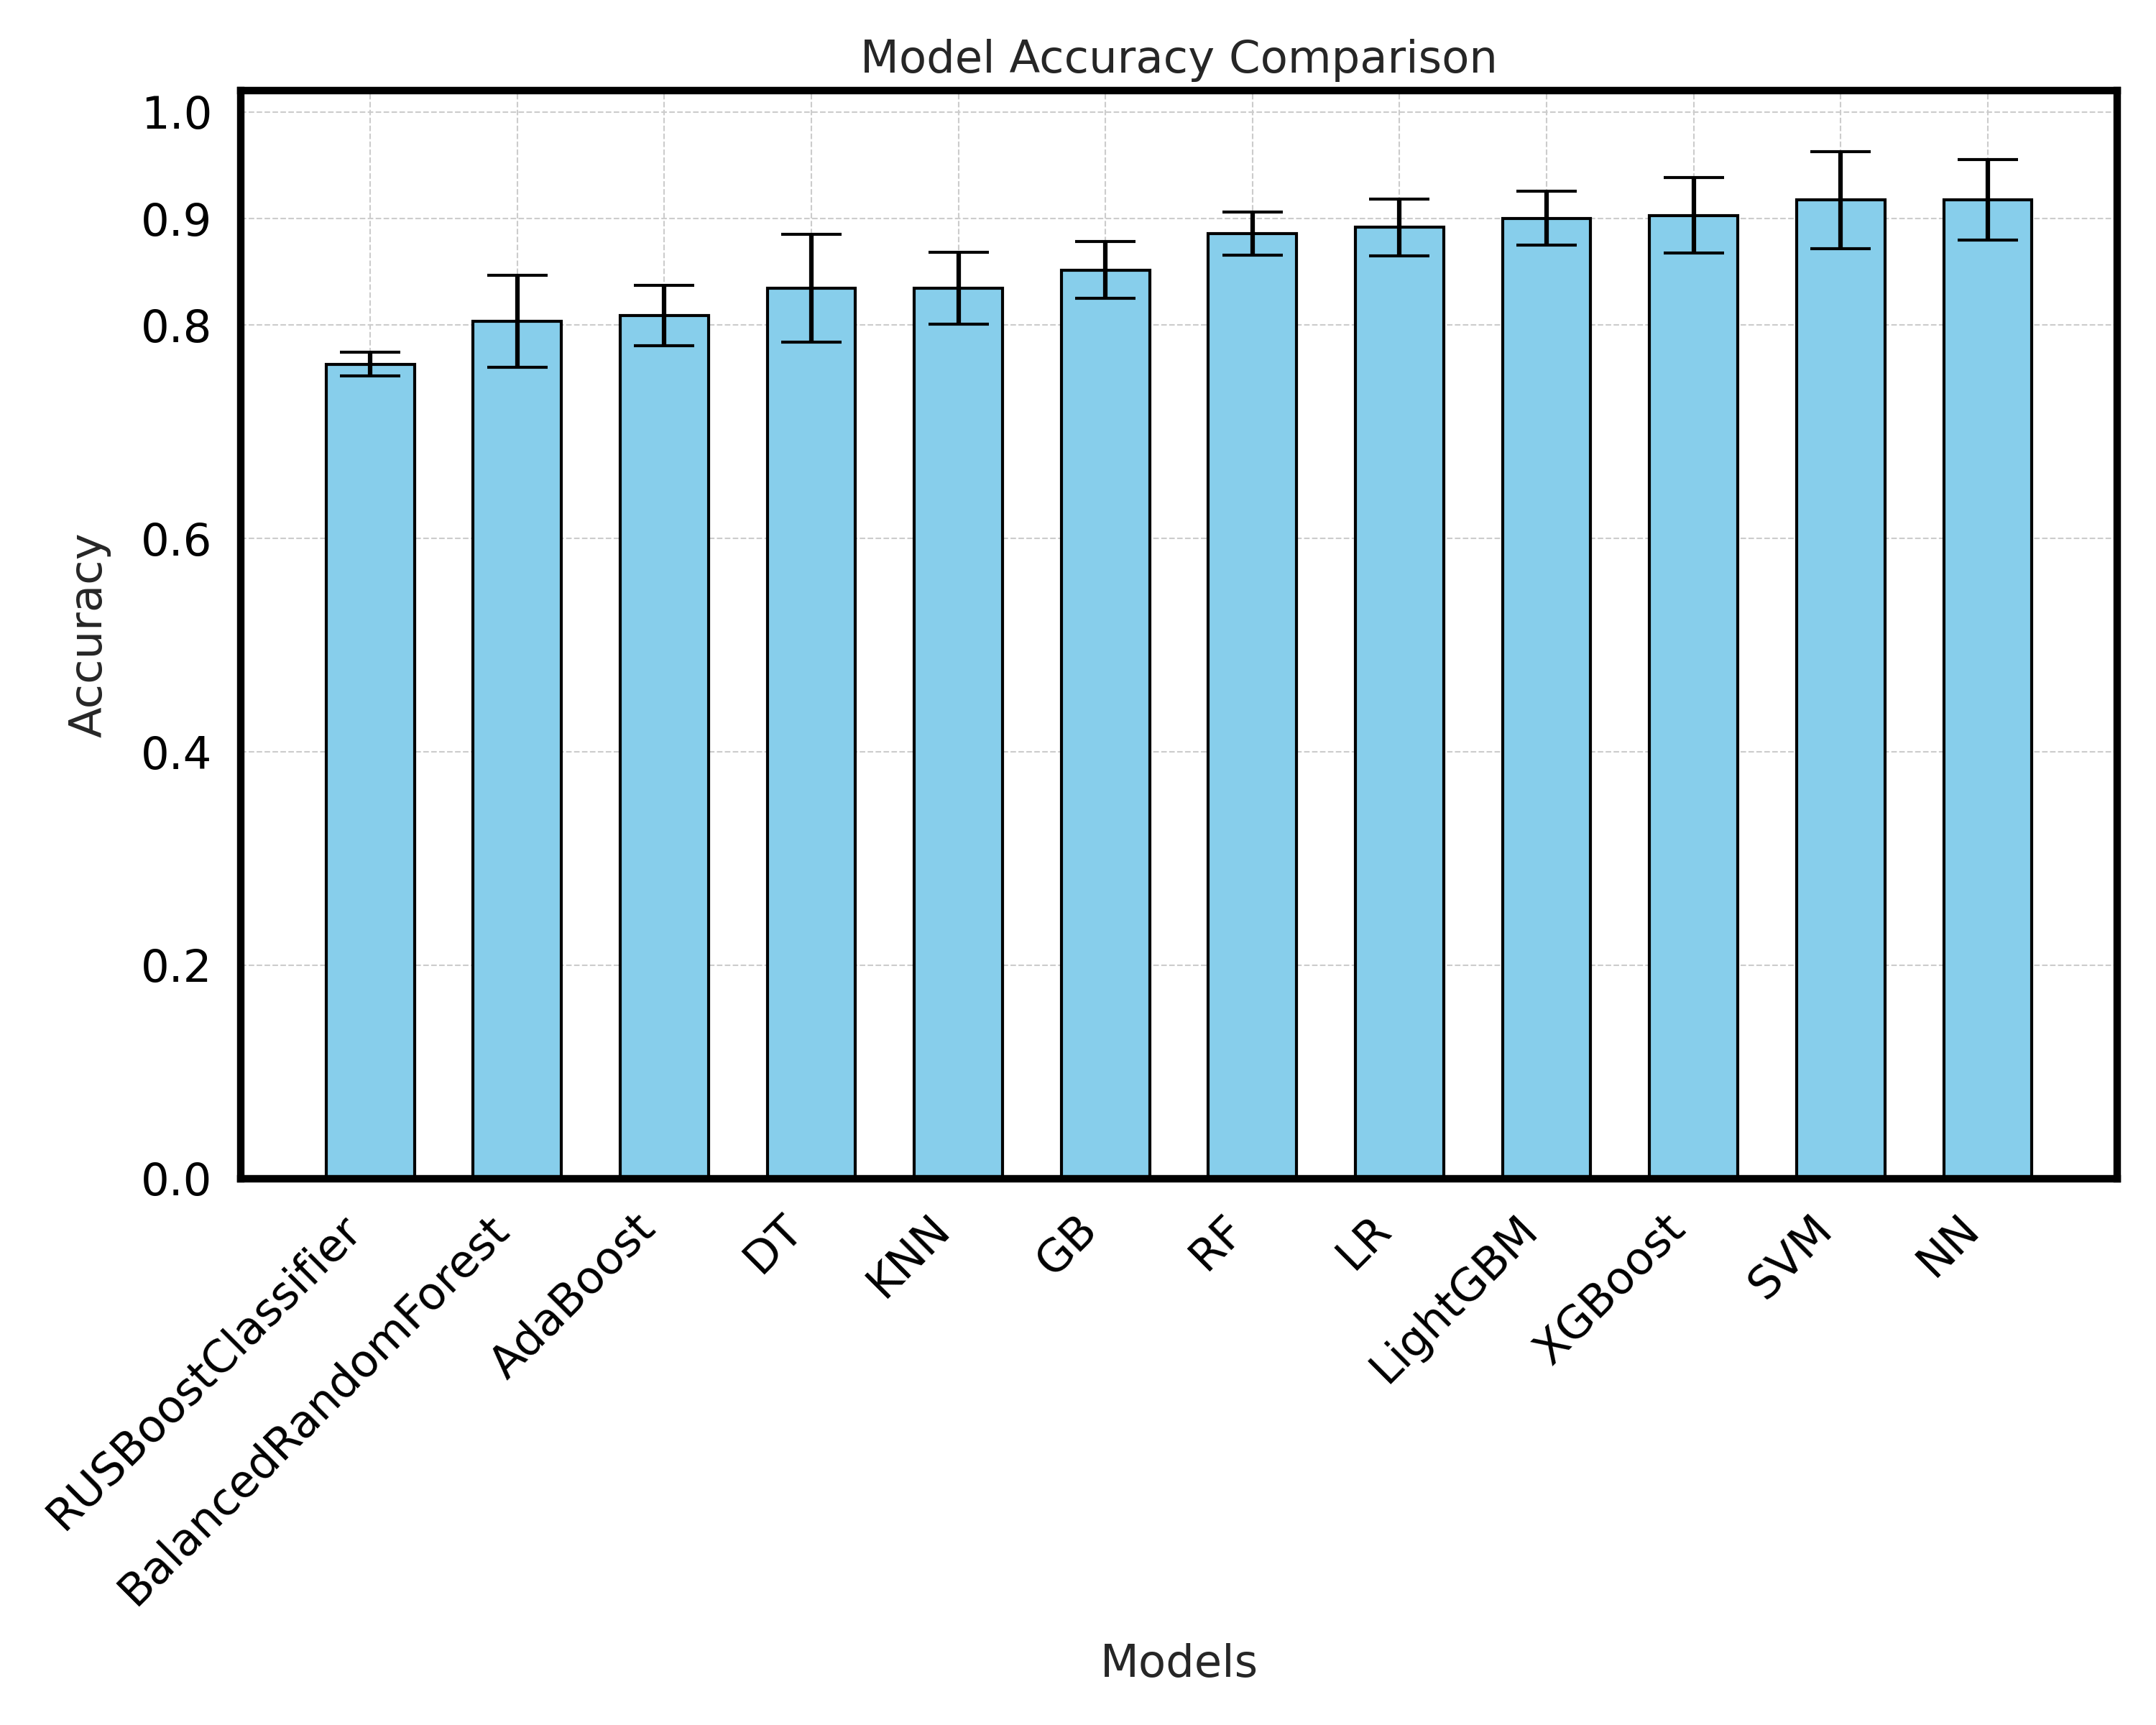 Model Accuracy Comparison
1.0
0.9
0.8
0.6
0.4
0.2
0.0
Accuracy
RUSBoostClassifier
BalancedRandomForest
AdaBoost
DT
KNN
GB
RF
LR
LightGBM
XGBoost
SVM
NN
Models